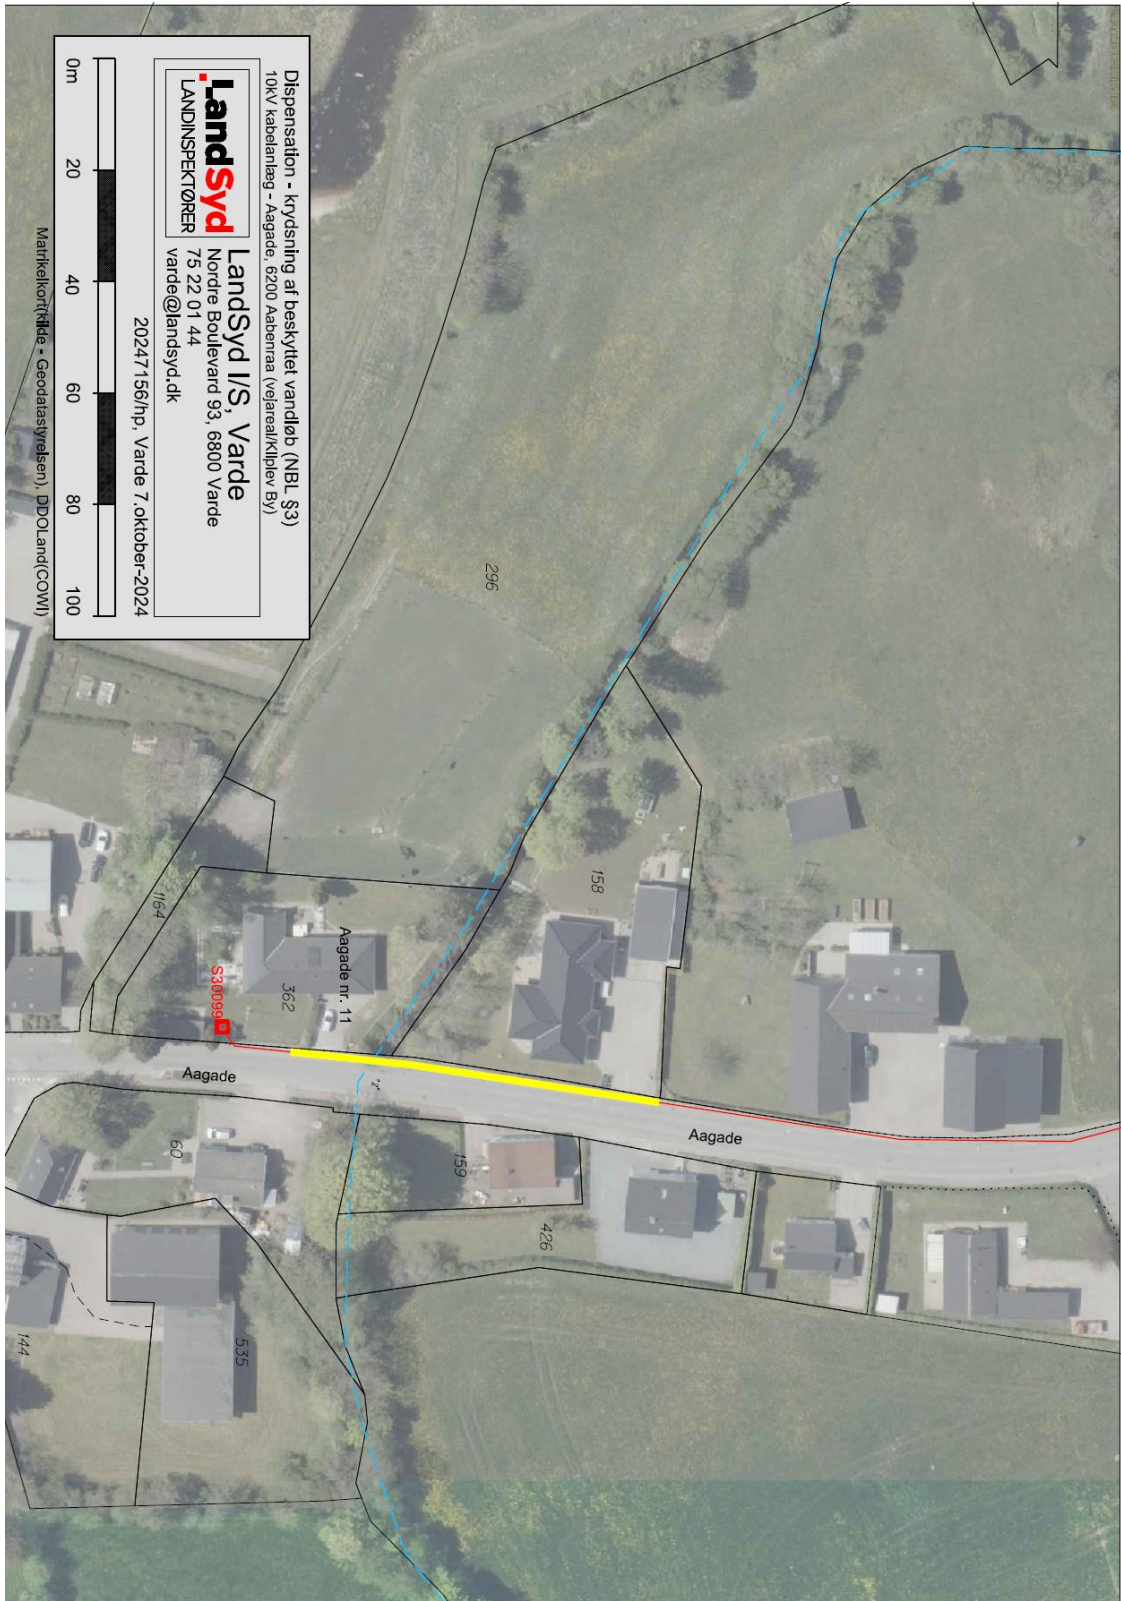 Dispensation - krydsning af beskyttet vandløb (NBL §3)
10kV kabelanlæg - Aagade, 6200 Aabenraa (vejareal/Kliplev By)
LandSyd
LANDINSPEKTØRER
LandSyd I/S, Varde
Nordre Boulevard 93, 6800 Varde
75 22 01 44
varde@landsyd.dk
20247156/hp, Varde 7.oktober-2024
0m 20 40 60 80 100
Matrikelkort(kilde - Geodatastyrelsen), DDOLand(COWI)
296
158
1164
Aagade nr. 11
362
S30099
Aagade
"z"
Aagade
60
159
426
535
144